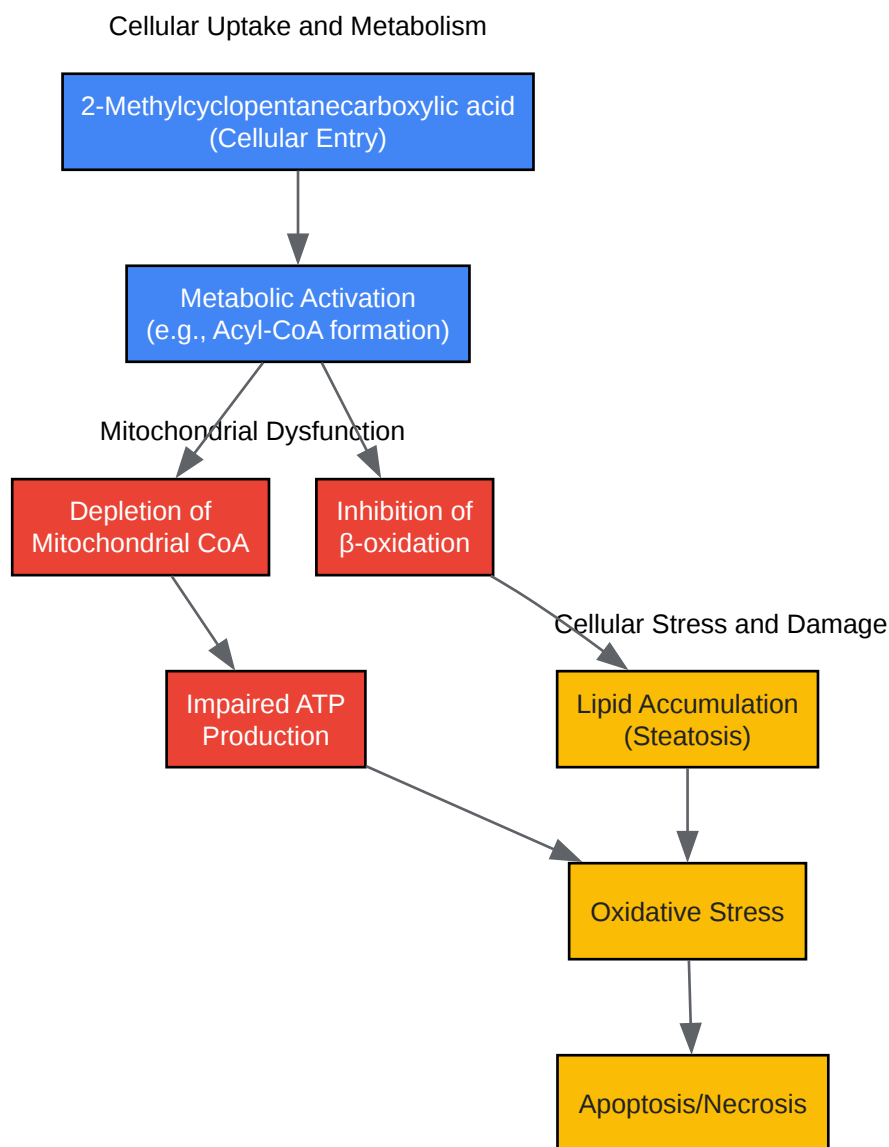 Cellular Uptake and Metabolism
2-Methylcyclopentanecarboxylic acid
(Cellular Entry)
Metabolic Activation
(e.g., Acyl-CoA formation)
Mitochondrial Dysfunction
Depletion of
Mitochondrial CoA
Inhibition of
β-oxidation
Cellular Stress and Damage
Impaired ATP
Production
Lipid Accumulation
(Steatosis)
Oxidative Stress
Apoptosis/Necrosis